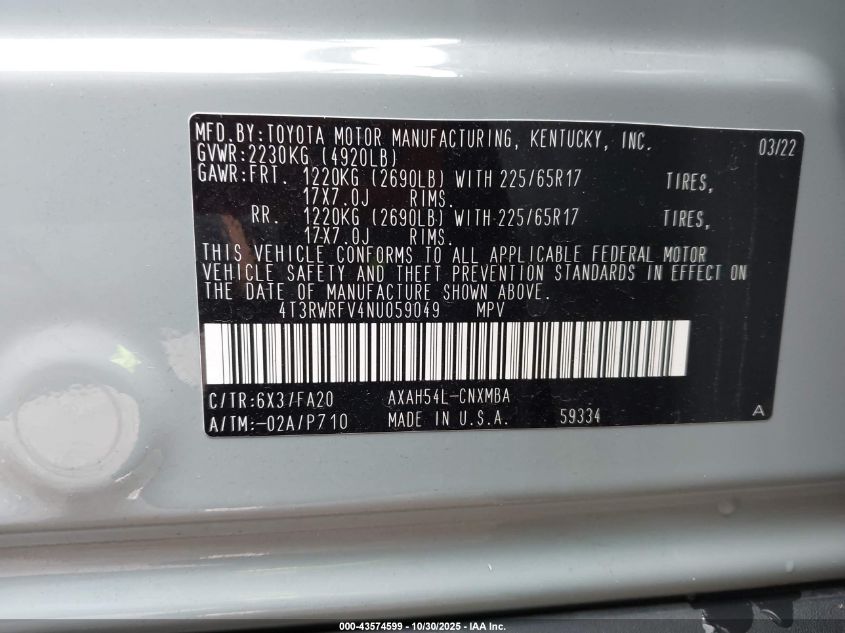 MFD.BY:TOYOTA MOTOR MANUFACTURING, KENTUCKY, INC. 03/22
GVWR:2230KG (4920LB)
GAWR:FRT. 1220KG (2690LB) WITH 225/65R17 TIRES,
17X7.0J RIMS.
RR. 1220KG (2690LB) WITH 225/65R17 TIRES,
17X7.0J RIMS.
THIS VEHICLE CONFORMS TO ALL APPLICABLE FEDERAL MOTOR
VEHICLE SAFETY AND THEFT PREVENTION STANDARDS IN EFFECT ON
THE DATE OF MANUFACTURE SHOWN ABOVE.
4T3RWRFV4NU059049 MPV
C/TR:6X3/FA20 AXAH54L-CNXMBA
A/TM:-02A/P710 MADE IN U.S.A. 59334 A
000-43574599 - 10/30/2025 - IAA Inc.